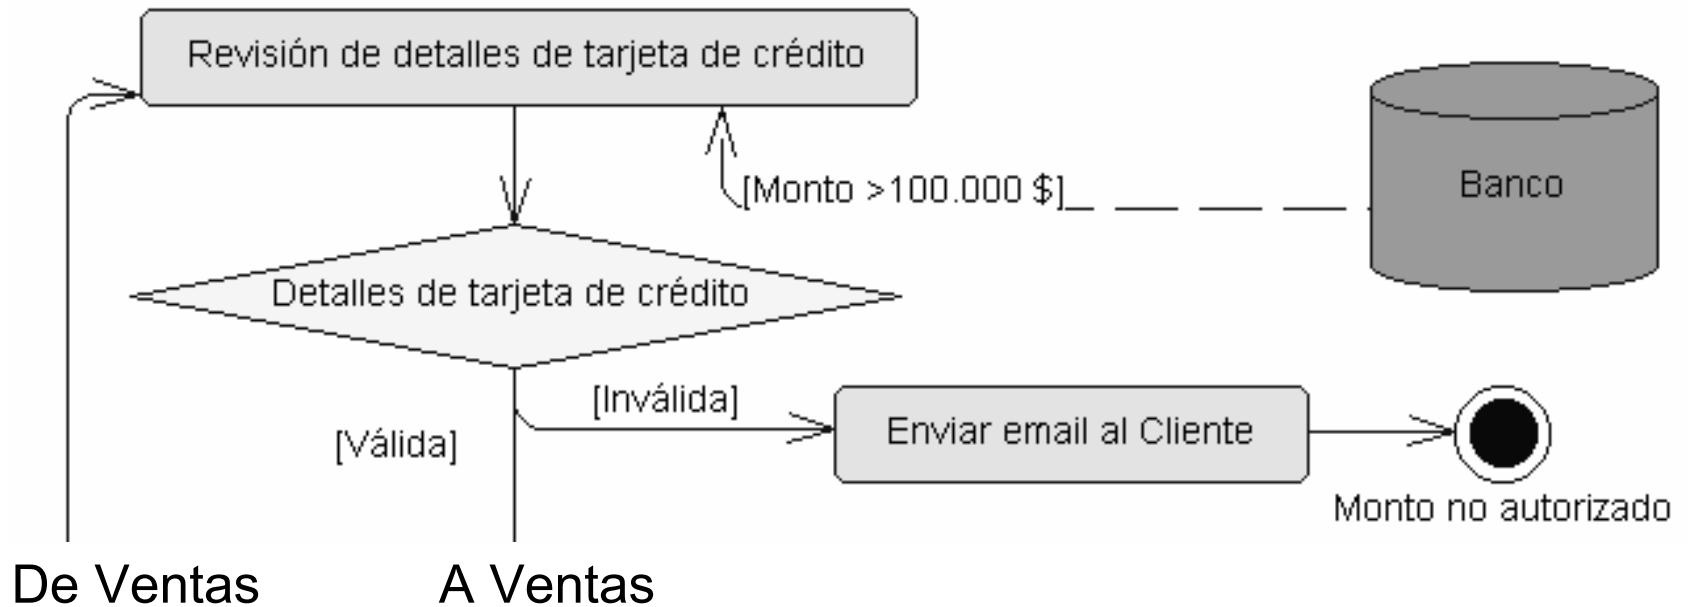 Revisión de detalles de tarjeta de crédito
[Monto >100.000 $]
Banco
Detalles de tarjeta de crédito
[Inválida]
[Válida]
Enviar email al Cliente
Monto no autorizado
De Ventas
A Ventas